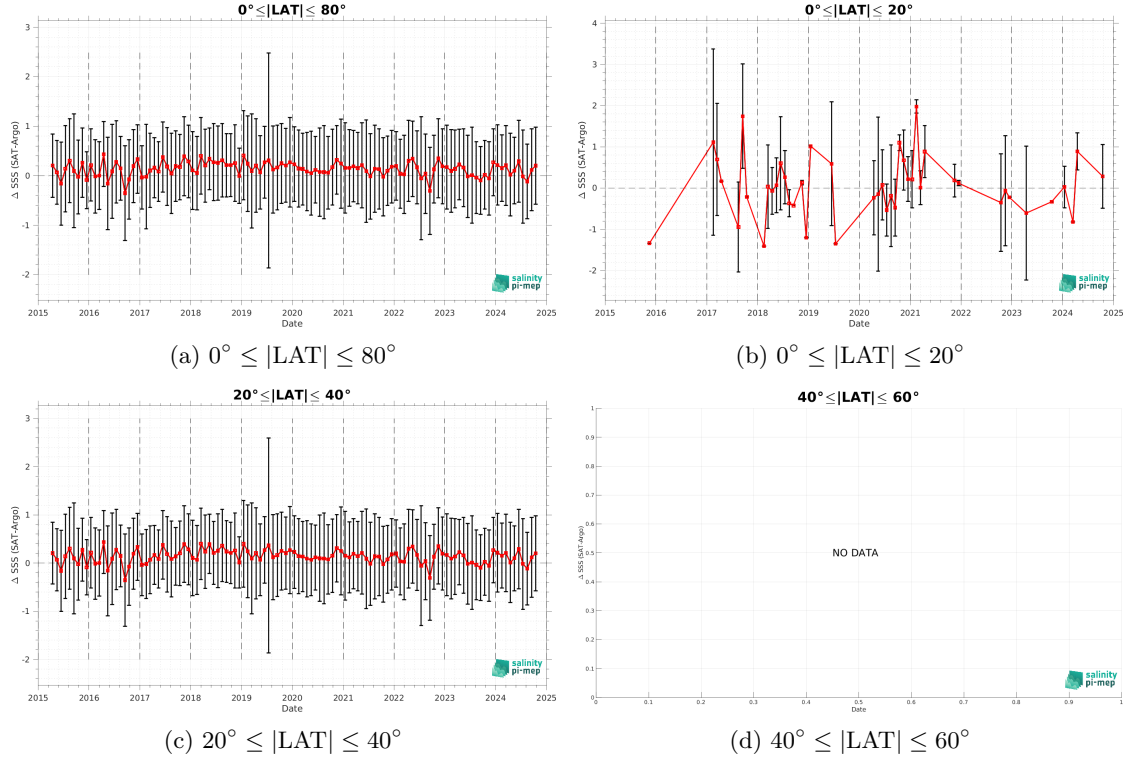 0°≤|LAT|≤ 80°
3
2
1
0
-1
-2
Δ SSS (SAT-Argo)
2015 2016 2017 2018 2019 2020 2021 2022 2023 2024 2025
Date
salinity
pi-mep
(a) 0° ≤ |LAT| ≤ 80°
0°≤|LAT|≤ 20°
4
3
2
1
0
-1
-2
Δ SSS (SAT-Argo)
2015 2016 2017 2018 2019 2020 2021 2022 2023 2024 2025
Date
salinity
pi-mep
(b) 0° ≤ |LAT| ≤ 20°
20°≤|LAT|≤ 40°
3
2
1
0
-1
-2
Δ SSS (SAT-Argo)
2015 2016 2017 2018 2019 2020 2021 2022 2023 2024 2025
Date
salinity
pi-mep
(c) 20° ≤ |LAT| ≤ 40°
40°≤|LAT|≤ 60°
1
0.9
0.8
0.7
0.6
0.5
0.4
0.3
0.2
0.1
0
Δ SSS (SAT-Argo)
NO DATA
0 0.1 0.2 0.3 0.4 0.5 0.6 0.7 0.8 0.9 1
Date
salinity
pi-mep
(d) 40° ≤ |LAT| ≤ 60°